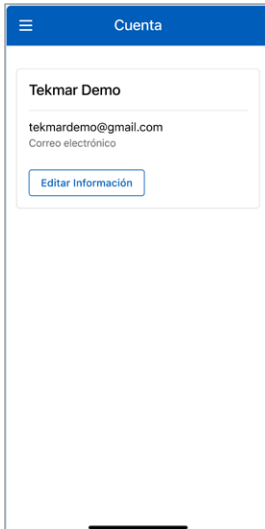 Cuenta
Tekmar Demo
tekmardemo@gmail.com
Correo electrónico
Editar Información